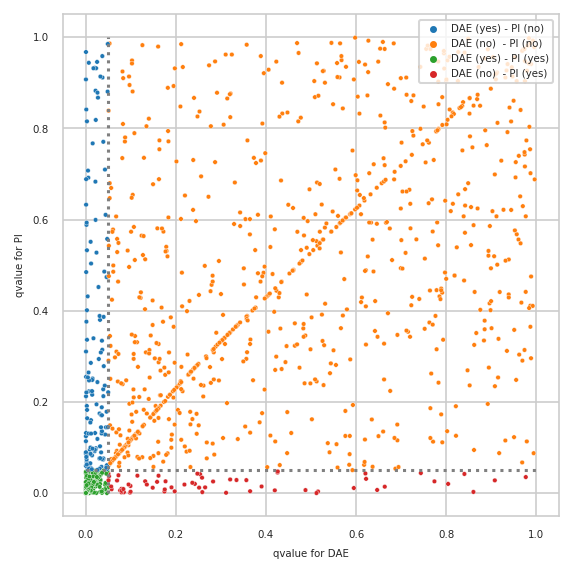 DAE (yes) - PI (no)
DAE (no)  - PI (no)
DAE (yes) - PI (yes)
DAE (no)  - PI (yes)
1.0
0.8
0.6
0.4
0.2
0.0
qvalue for PI
0.0 0.2 0.4 0.6 0.8 1.0
qvalue for DAE